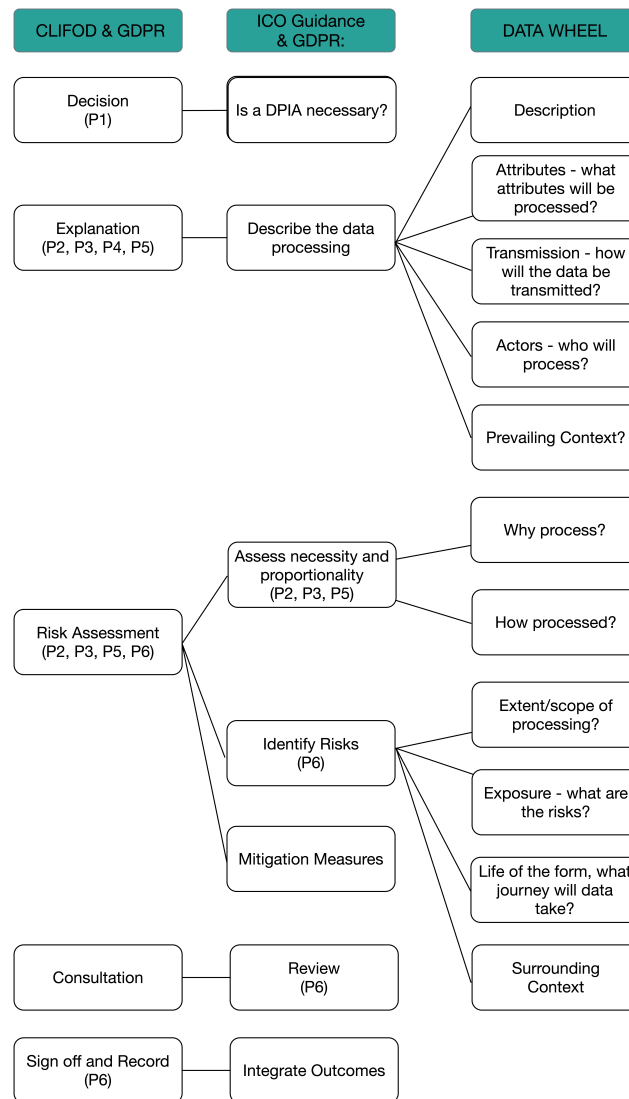 CLIFOD & GDPR
ICO Guidance
& GDPR:
DATA WHEEL
Decision
(P1)
Is a DPIA necessary?
Description
Attributes - what
attributes will be
processed?
Explanation
(P2, P3, P4, P5)
Describe the data
processing
Transmission - how
will the data be
transmitted?
Actors - who will
process?
Prevailing Context?
Risk Assessment
(P2, P3, P5, P6)
Assess necessity and
proportionality
(P2, P3, P5)
Why process?
How processed?
Identify Risks
(P6)
Extent/scope of
processing?
Exposure - what are
the risks?
Life of the form, what
journey will data
take?
Surrounding
Context
Mitigation Measures
Consultation
Review
(P6)
Sign off and Record
(P6)
Integrate Outcomes